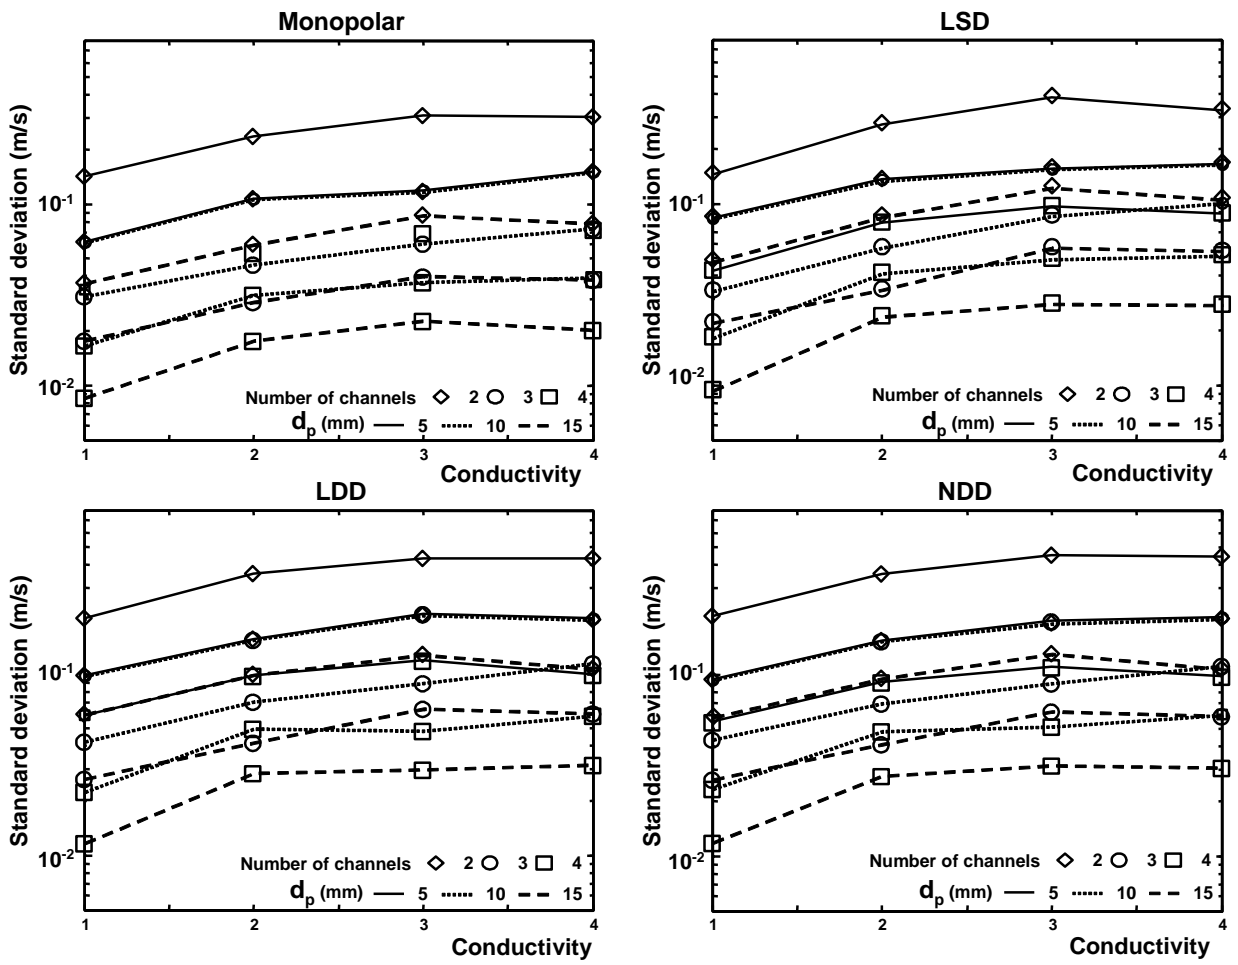 Monopolar
Standard deviation (m/s)
10-1
10-2
Number of channels 2 3 4
dp (mm) 5 10 15
1 2 3 4
Conductivity
LSD
Standard deviation (m/s)
10-1
10-2
Number of channels 2 3 4
dp (mm) 5 10 15
1 2 3 4
Conductivity
LDD
Standard deviation (m/s)
10-1
10-2
Number of channels 2 3 4
dp (mm) 5 10 15
1 2 3 4
Conductivity
NDD
Standard deviation (m/s)
10-1
10-2
Number of channels 2 3 4
dp (mm) 5 10 15
1 2 3 4
Conductivity